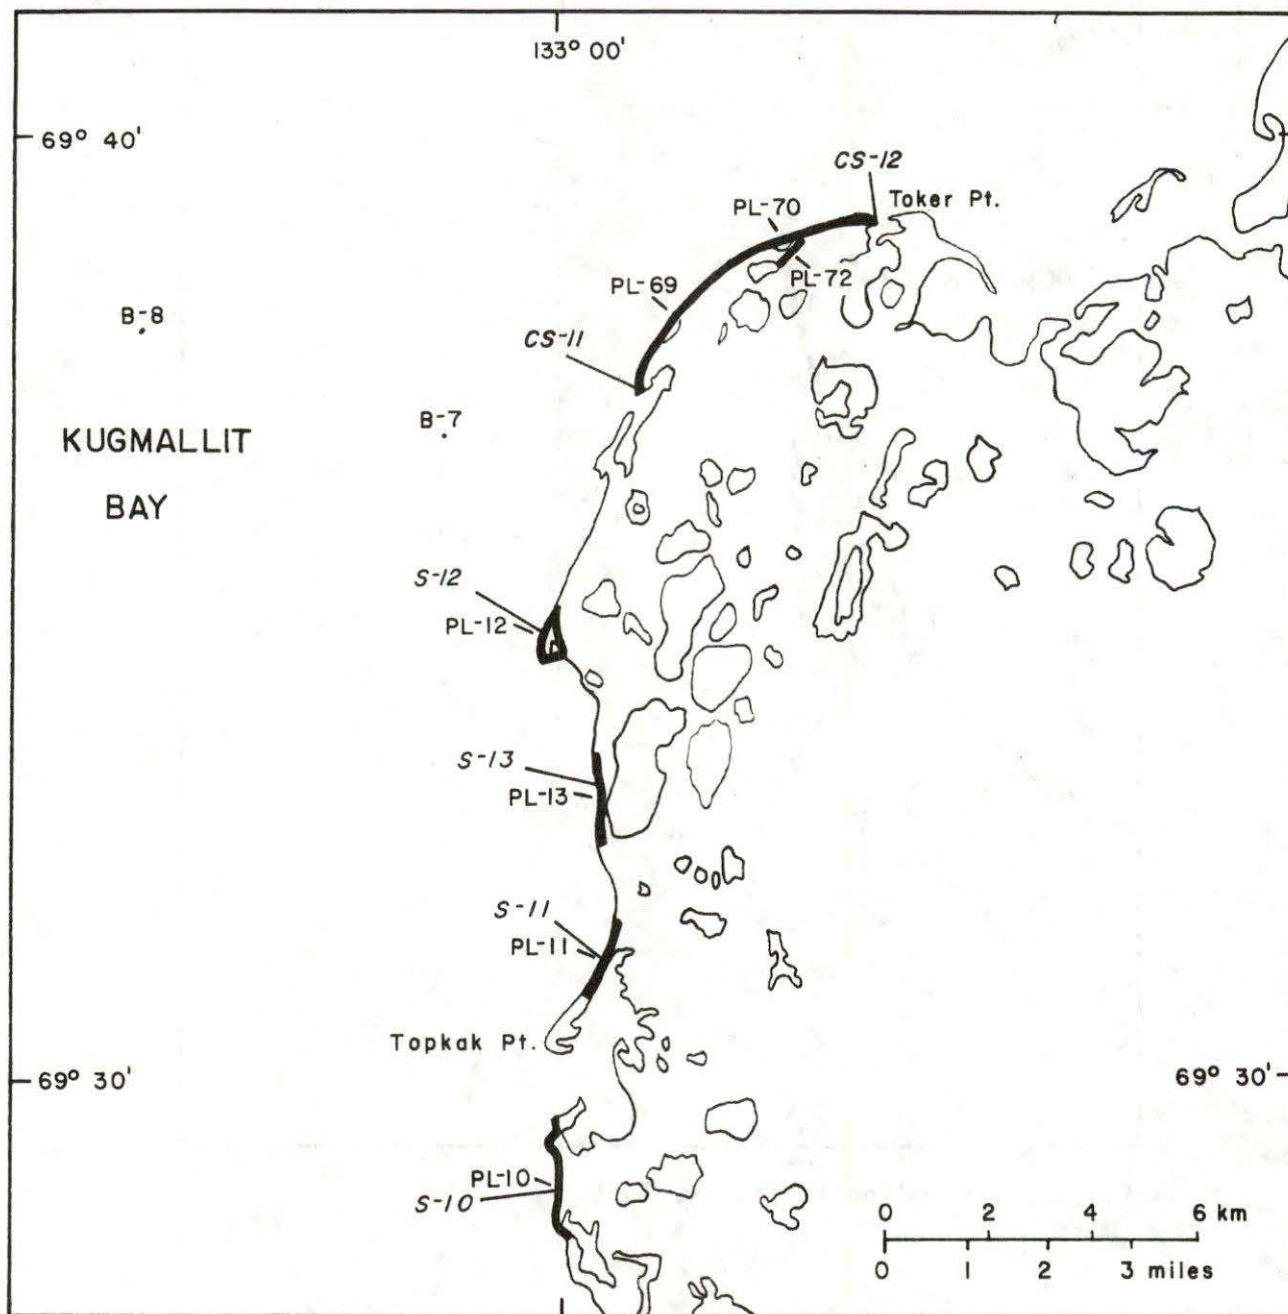 133° 00'
69° 40'
CS-12
Toker Pt.
PL-70
PL-72
PL-69
B-8
CS-11
B-7
KUGMALLIT
BAY
S-12
PL-12
S-13
PL-13
S-11
PL-11
Topkak Pt.
69° 30'
69° 30'
PL-10
S-10
0 2 4 6 km
0 1 2 3 miles